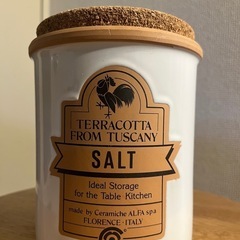 TERRACOTTA
FROM TUSCANY
SALT
Ideal Storage
for the Table Kitchen
made by Ceramiche ALFA spa
FLORENCE - ITALY